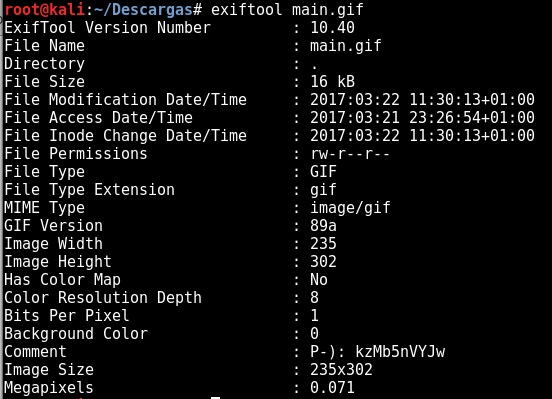 root@kali:~/Descargas# exiftool main.gif
ExifTool Version Number : 10.40
File Name : main.gif
Directory : .
File Size : 16 kB
File Modification Date/Time : 2017:03:22 11:30:13+01:00
File Access Date/Time : 2017:03:21 23:26:54+01:00
File Inode Change Date/Time : 2017:03:22 11:30:13+01:00
File Permissions : rw-r--r--
File Type : GIF
File Type Extension : gif
MIME Type : image/gif
GIF Version : 89a
Image Width : 235
Image Height : 302
Has Color Map : No
Color Resolution Depth : 8
Bits Per Pixel : 1
Background Color : 0
Comment : P-): kzMb5nVYJw
Image Size : 235x302
Megapixels : 0.071